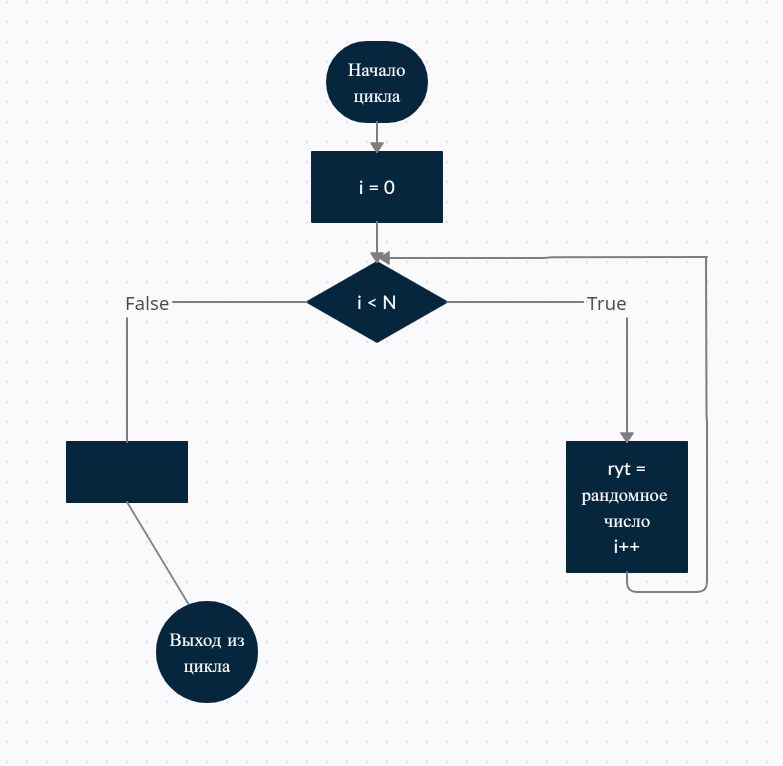 Начало
цикла
i = 0
i < N
False
True
ryt =
рандомное
число
i++
Выход из
цикла